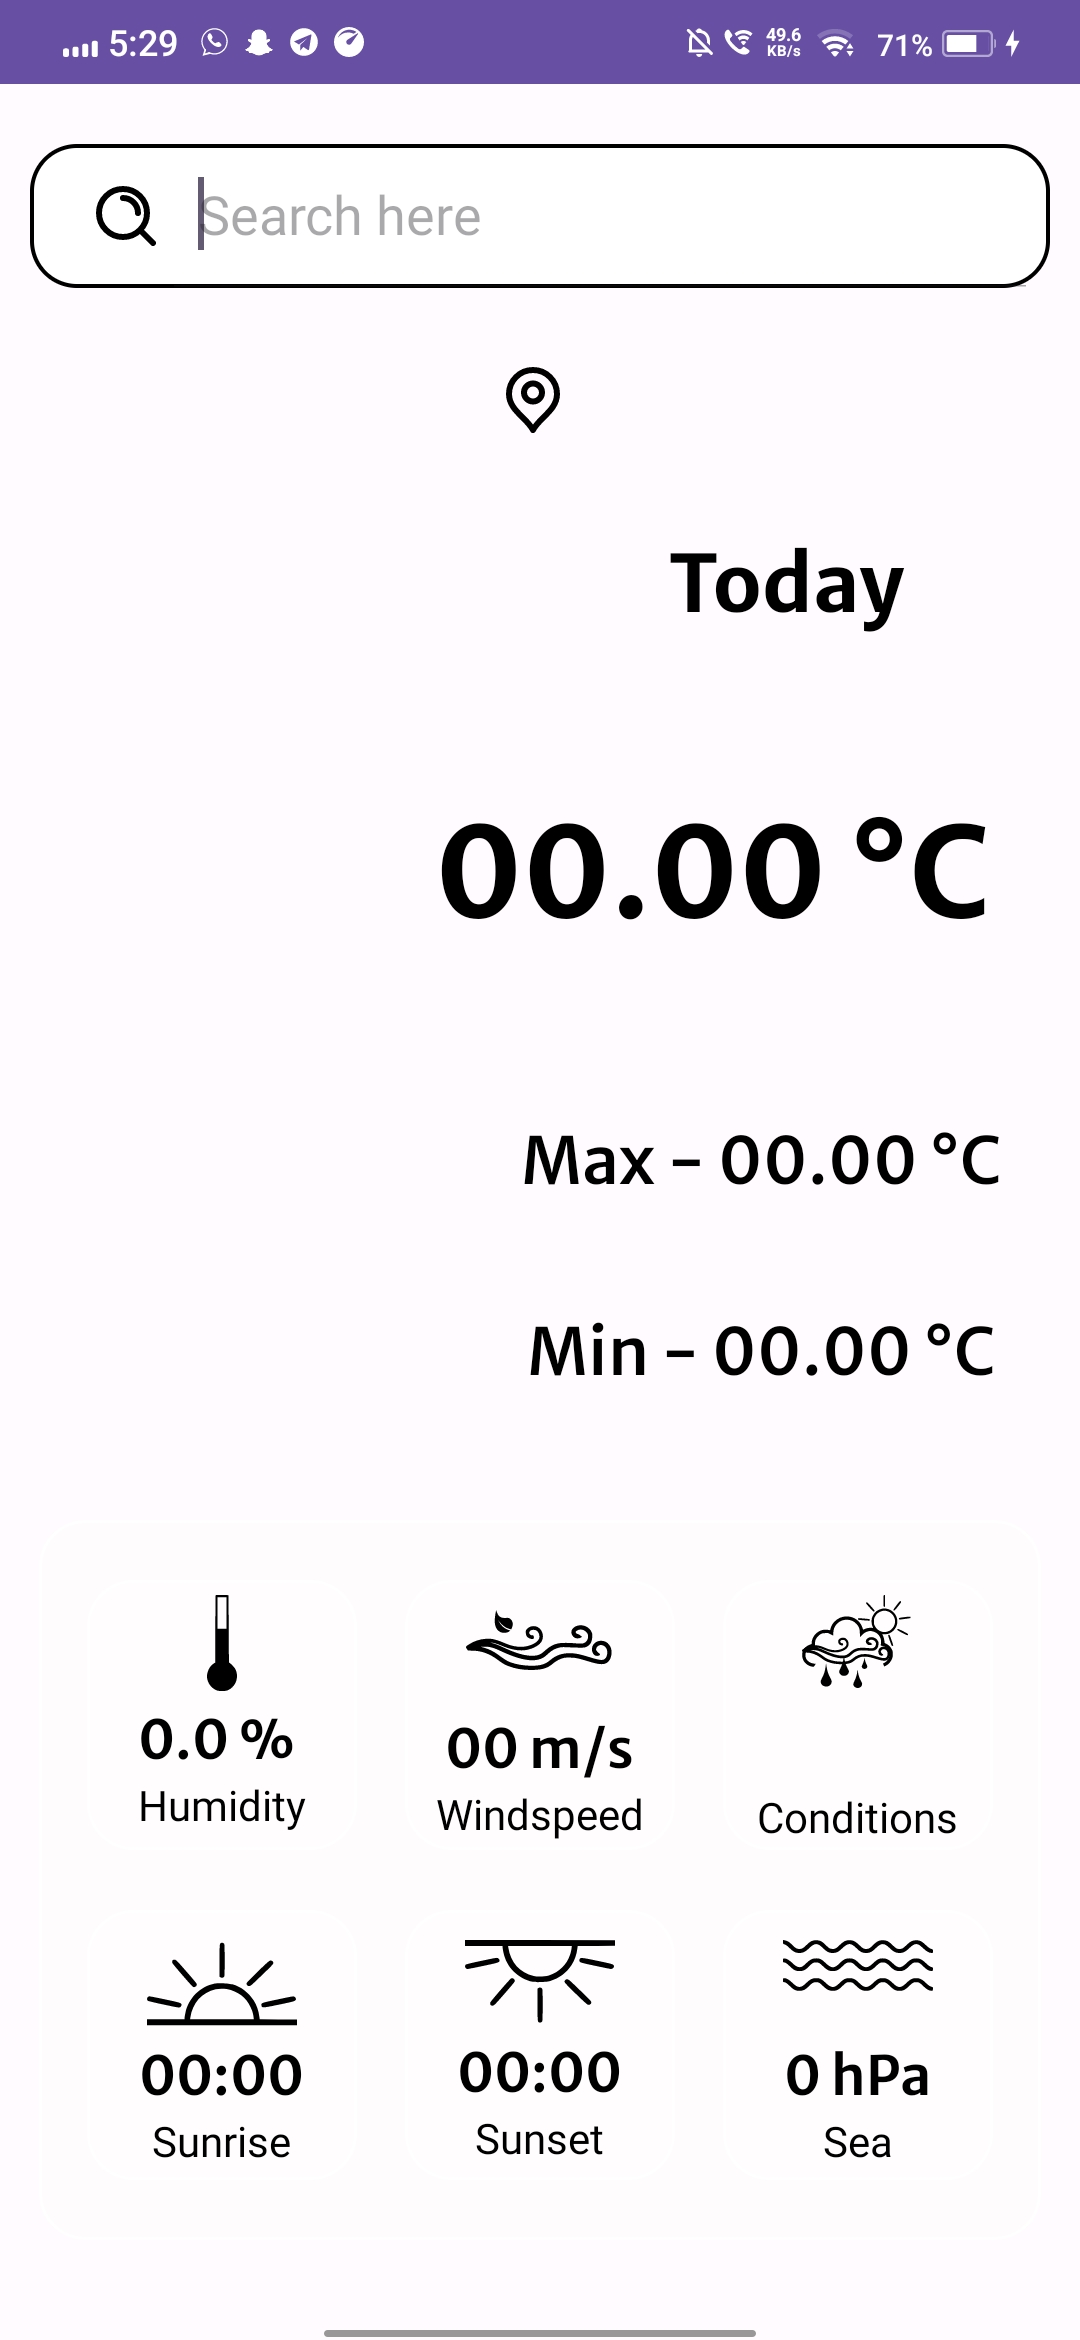 5:29 49.6 KB/s 71%
Search here
Today
00.00 °C
Max - 00.00 °C
Min - 00.00 °C
0.0 % 00 m/s
Humidity Windspeed Conditions
00:00 00:00 0 hPa
Sunrise Sunset Sea